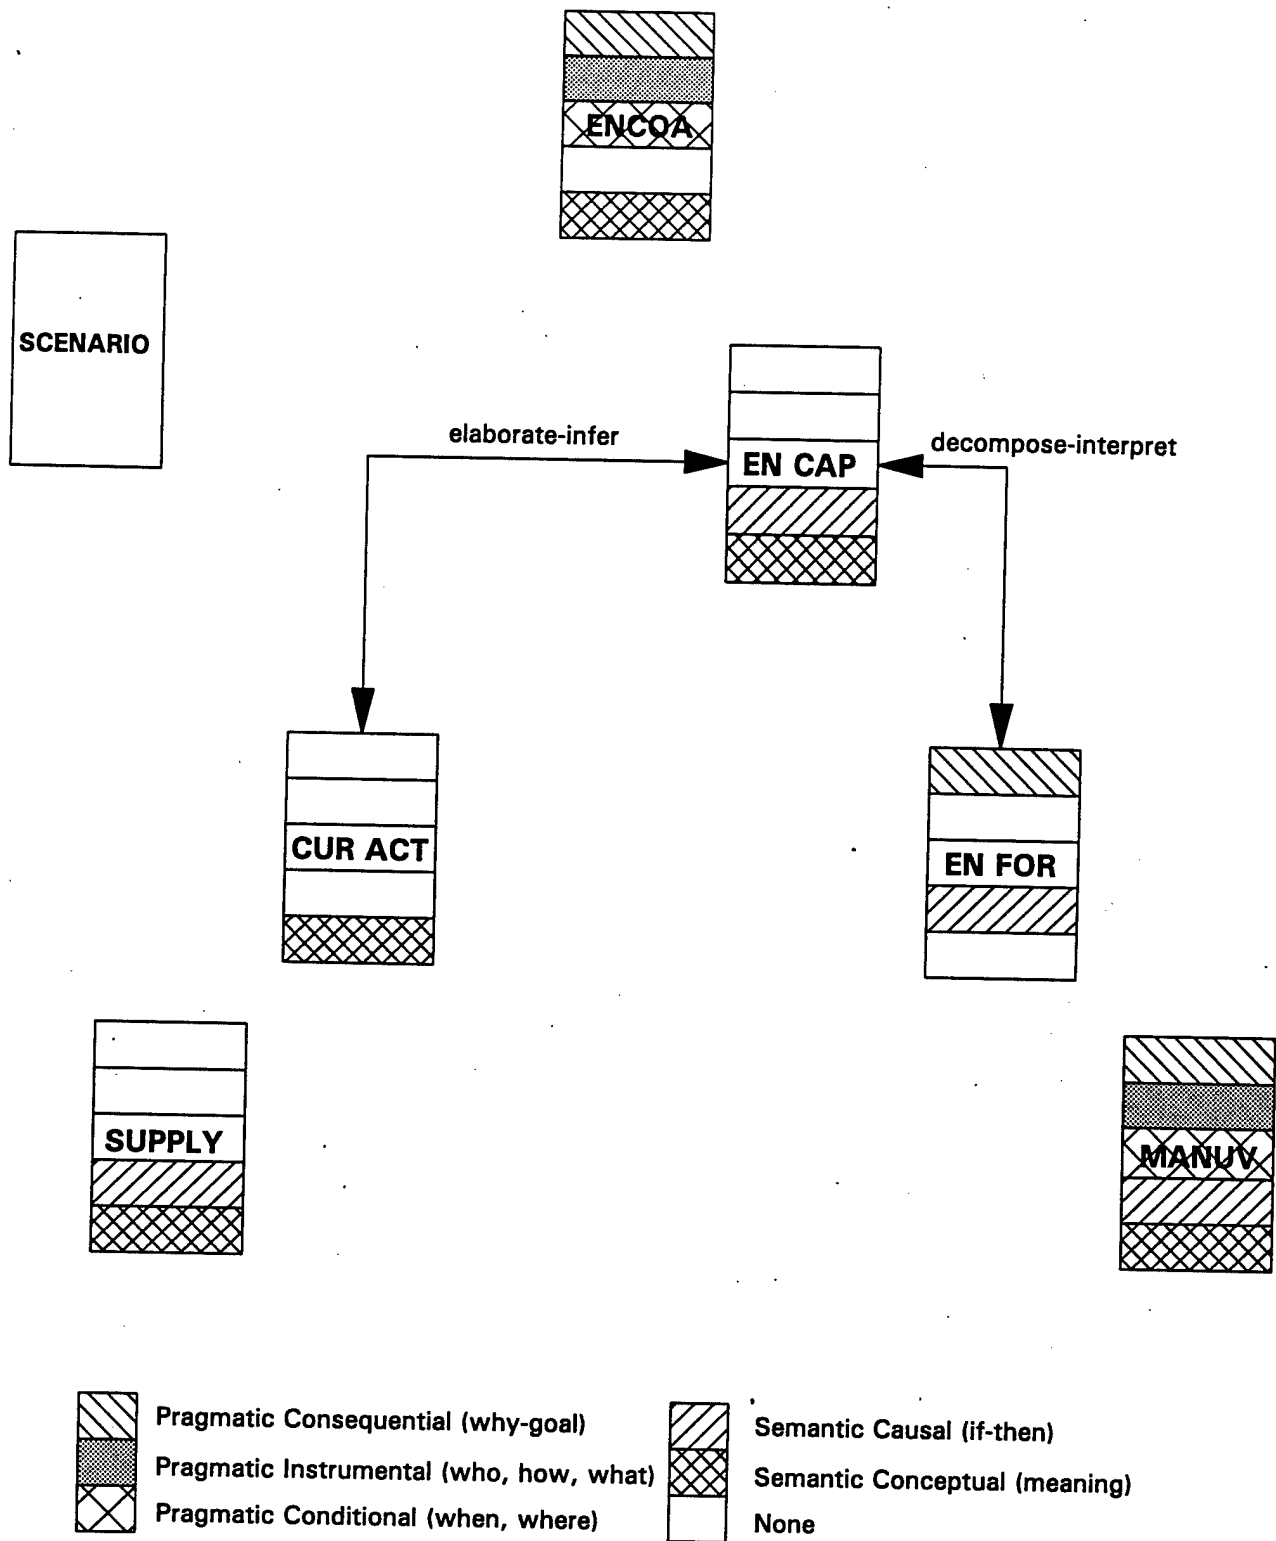 ENCOA
SCENARIO
elaborate-infer
decompose-interpret
EN CAP
CUR ACT
EN FOR
SUPPLY
MANUV
Pragmatic Consequential (why-goal)
Pragmatic Instrumental (who, how, what)
Pragmatic Conditional (when, where)
Semantic Causal (if-then)
Semantic Conceptual (meaning)
None